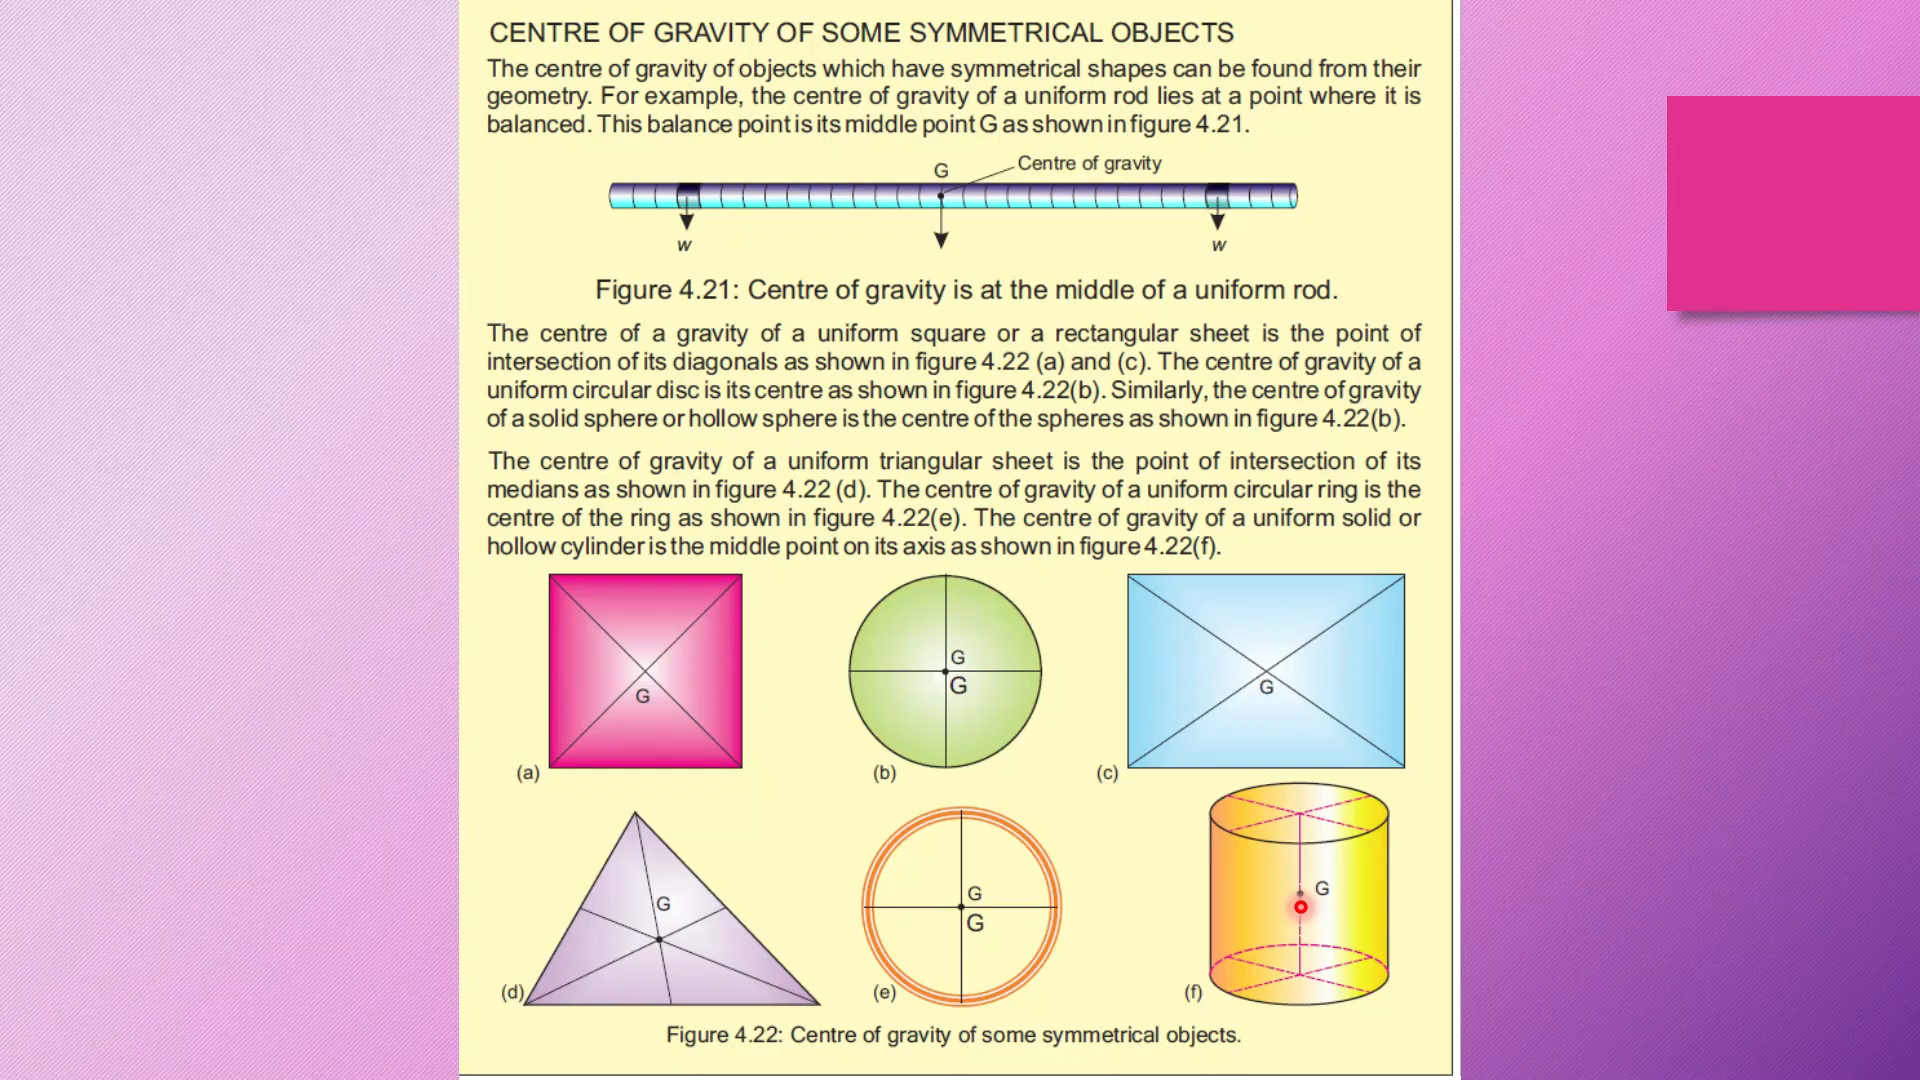 CENTRE OF GRAVITY OF SOME SYMMETRICAL OBJECTS
The centre of gravity of objects which have symmetrical shapes can be found from their
geometry. For example, the centre of gravity of a uniform rod lies at a point where it is
balanced. This balance point is its middle point G as shown in figure 4.21.
G
Centre of gravity
w
w
Figure 4.21: Centre of gravity is at the middle of a uniform rod.
The centre of a gravity of a uniform square or a rectangular sheet is the point of
intersection of its diagonals as shown in figure 4.22 (a) and (c). The centre of gravity of a
uniform circular disc is its centre as shown in figure 4.22(b). Similarly, the centre of gravity
of a solid sphere or hollow sphere is the centre of the spheres as shown in figure 4.22(b).
The centre of gravity of a uniform triangular sheet is the point of intersection of its
medians as shown in figure 4.22 (d). The centre of gravity of a uniform circular ring is the
centre of the ring as shown in figure 4.22(e). The centre of gravity of a uniform solid or
hollow cylinder is the middle point on its axis as shown in figure 4.22(f).
G
G
G
G
(a)
(b)
(c)
G
G
G
G
(d)
(e)
(f)
Figure 4.22: Centre of gravity of some symmetrical objects.